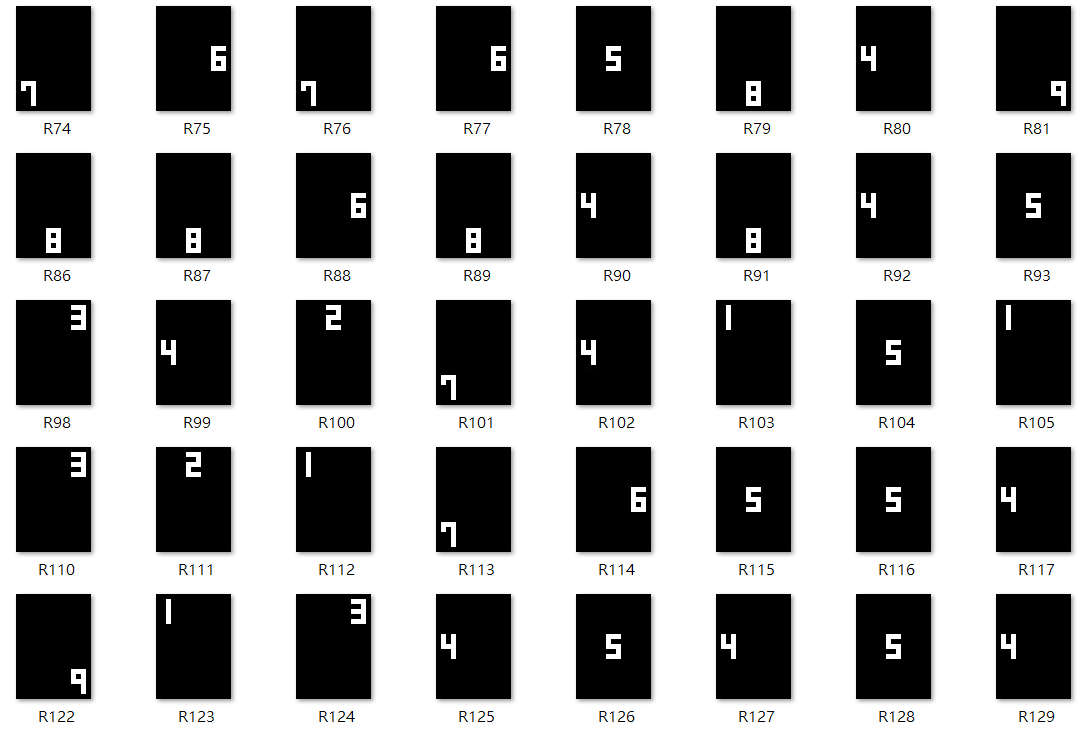 7 6 7 6 5 8 4 9
R74 R75 R76 R77 R78 R79 R80 R81
8 8 6 8 4 8 4 5
R86 R87 R88 R89 R90 R91 R92 R93
3 4 2 7 4 1 5 1
R98 R99 R100 R101 R102 R103 R104 R105
3 2 1 7 6 5 5 4
R110 R111 R112 R113 R114 R115 R116 R117
9 1 3 4 5 4 5 4
R122 R123 R124 R125 R126 R127 R128 R129